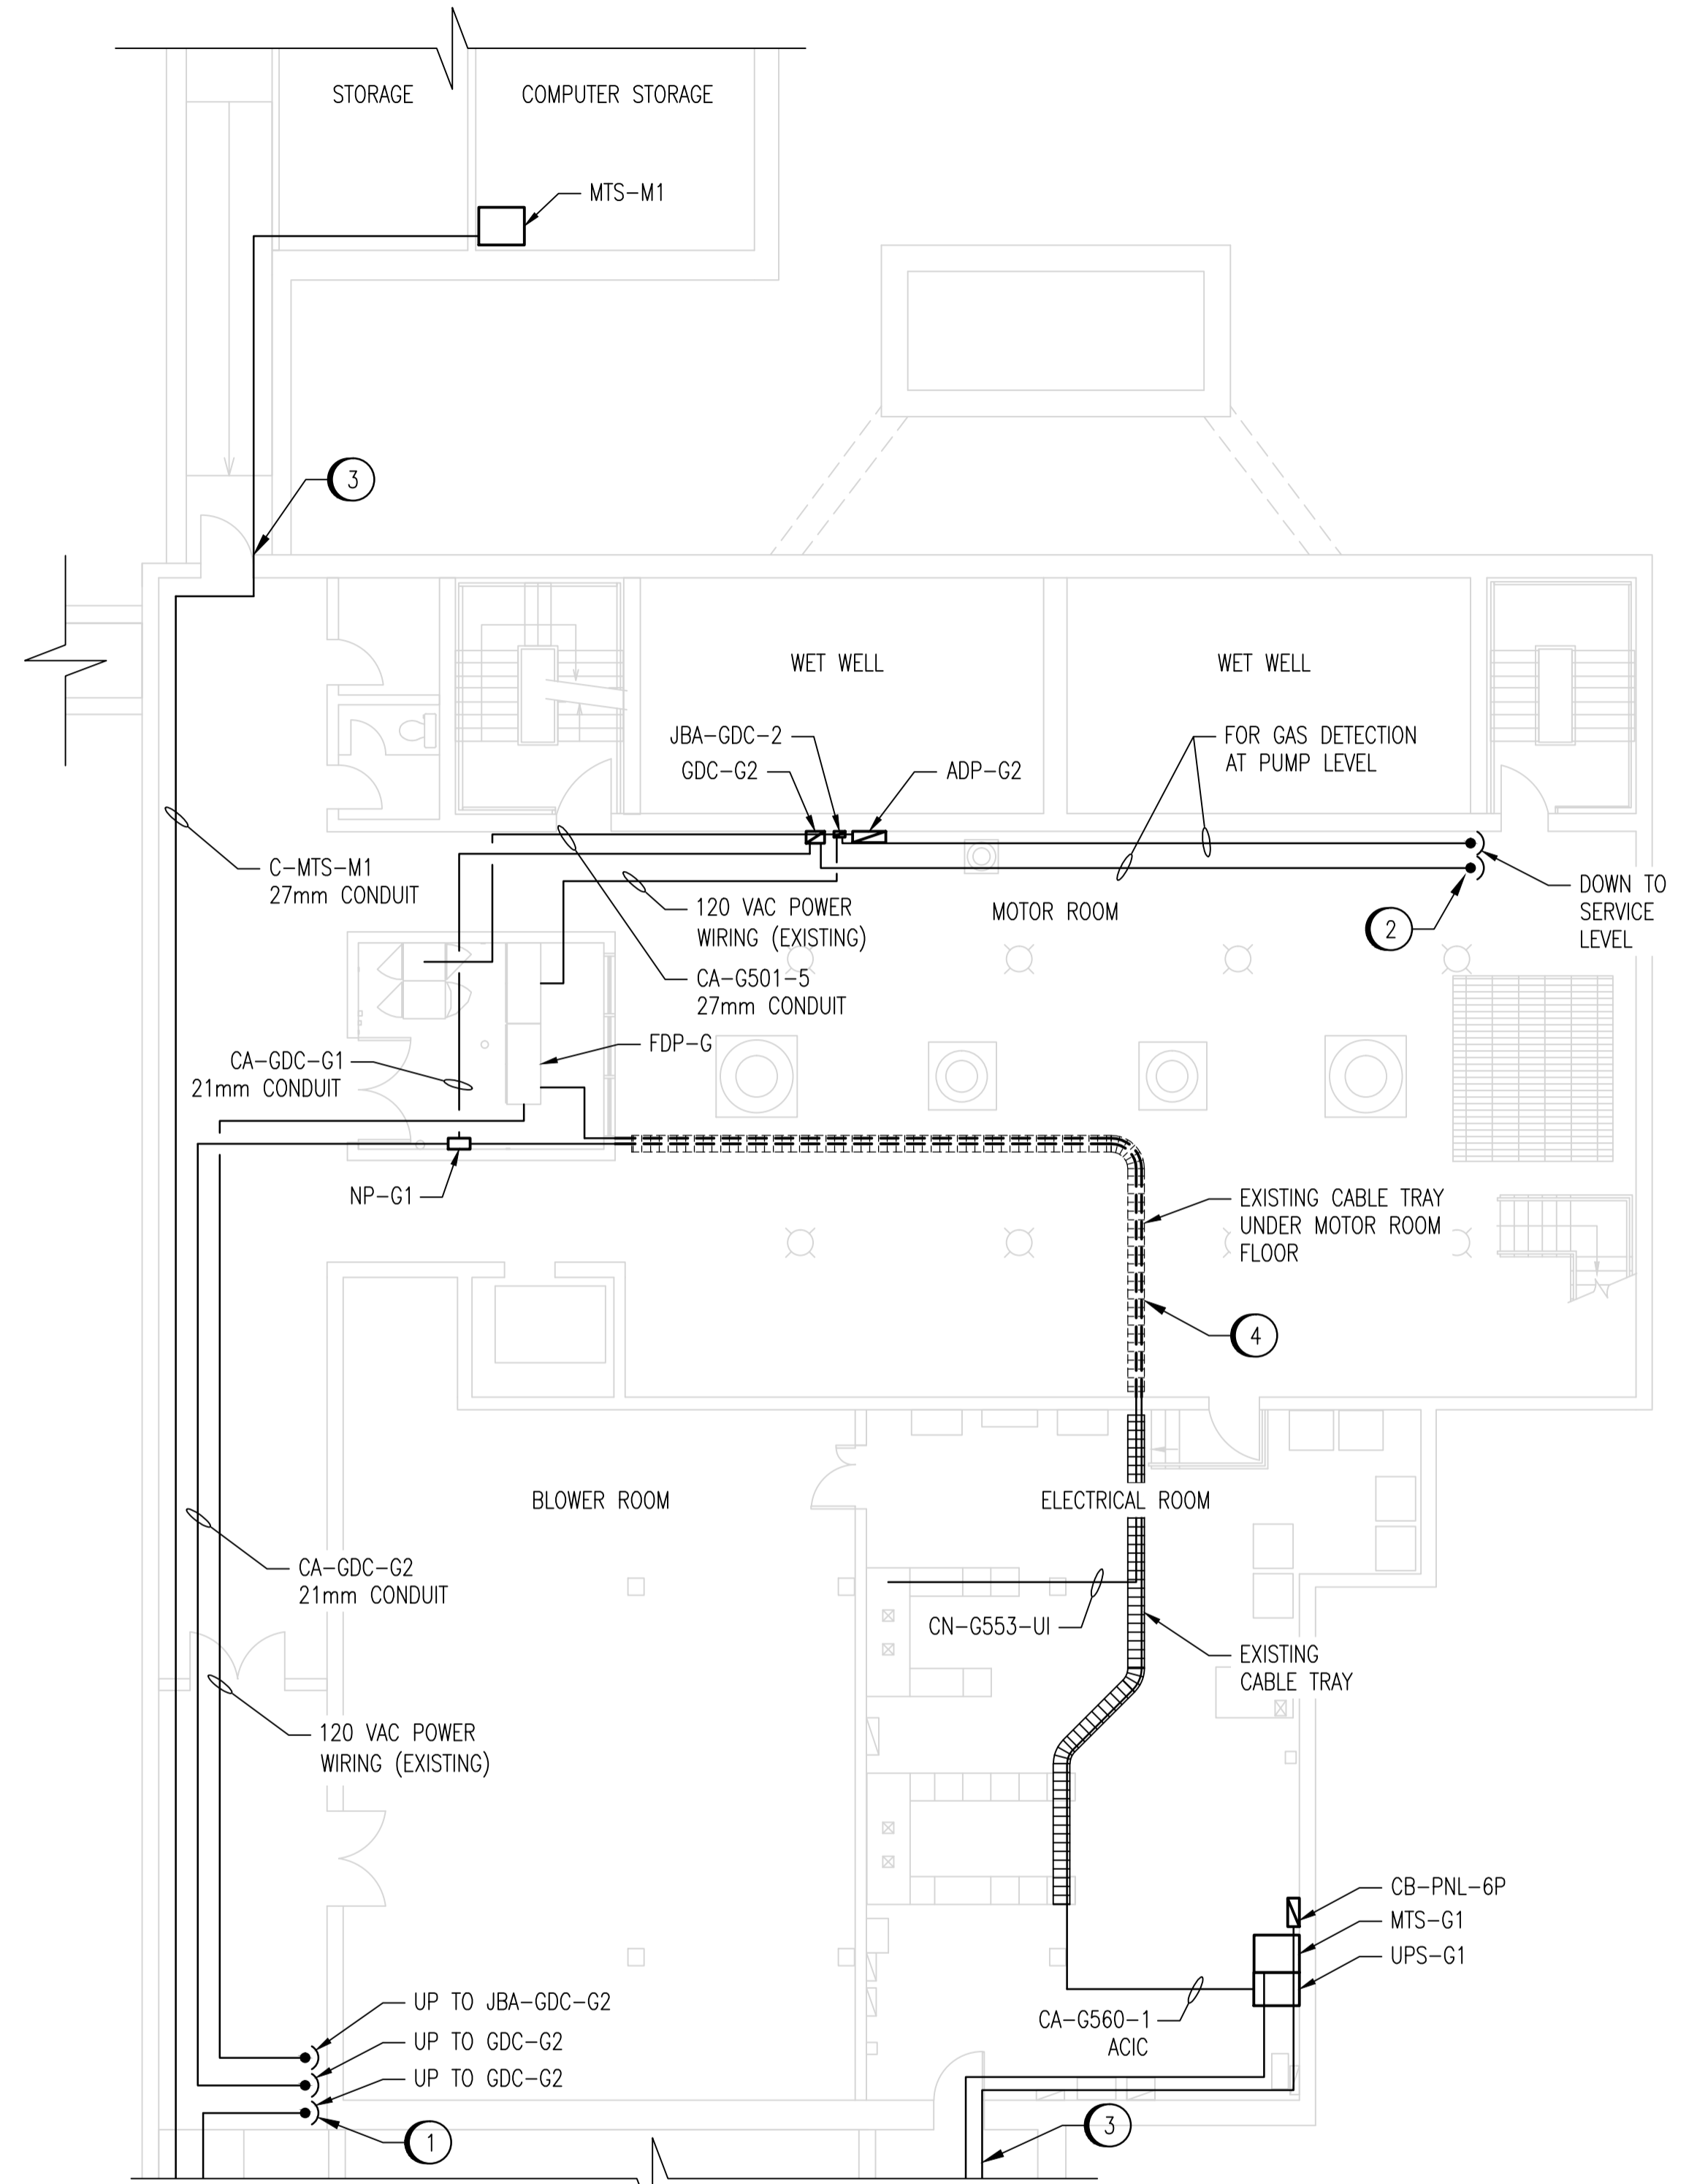 STORAGE
COMPUTER STORAGE
MTS-M1
3
WET WELL
WET WELL
JBA-GDC-2
GDC-G2
ADP-G2
FOR GAS DETECTION
AT PUMP LEVEL
C-MTS-M1
27mm CONDUIT
120 VAC POWER
WIRING (EXISTING)
MOTOR ROOM
2
DOWN TO
SERVICE
LEVEL
CA-G501-5
27mm CONDUIT
FDP-G
CA-GDC-G1
21mm CONDUIT
NP-G1
EXISTING CABLE TRAY
UNDER MOTOR ROOM
FLOOR
4
BLOWER ROOM
ELECTRICAL ROOM
CA-GDC-G2
21mm CONDUIT
CN-G553-UI
EXISTING
CABLE TRAY
120 VAC POWER
WIRING (EXISTING)
CB-PNL-6P
MTS-G1
UPS-G1
UP TO JBA-GDC-G2
UP TO GDC-G2
UP TO GDC-G2
CA-G560-1
ACIC
1
3